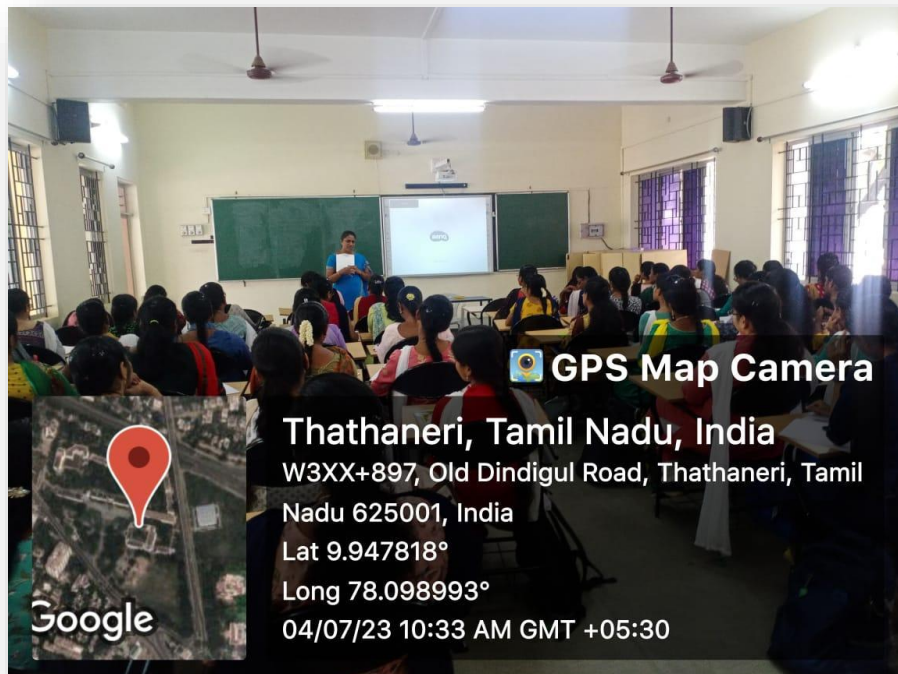 BenQ
GPS Map Camera
Thathaneri, Tamil Nadu, India
W3XX+897, Old Dindigul Road, Thathaneri, Tamil
Nadu 625001, India
Lat 9.947818°
Long 78.098993°
04/07/23 10:33 AM GMT +05:30
Google